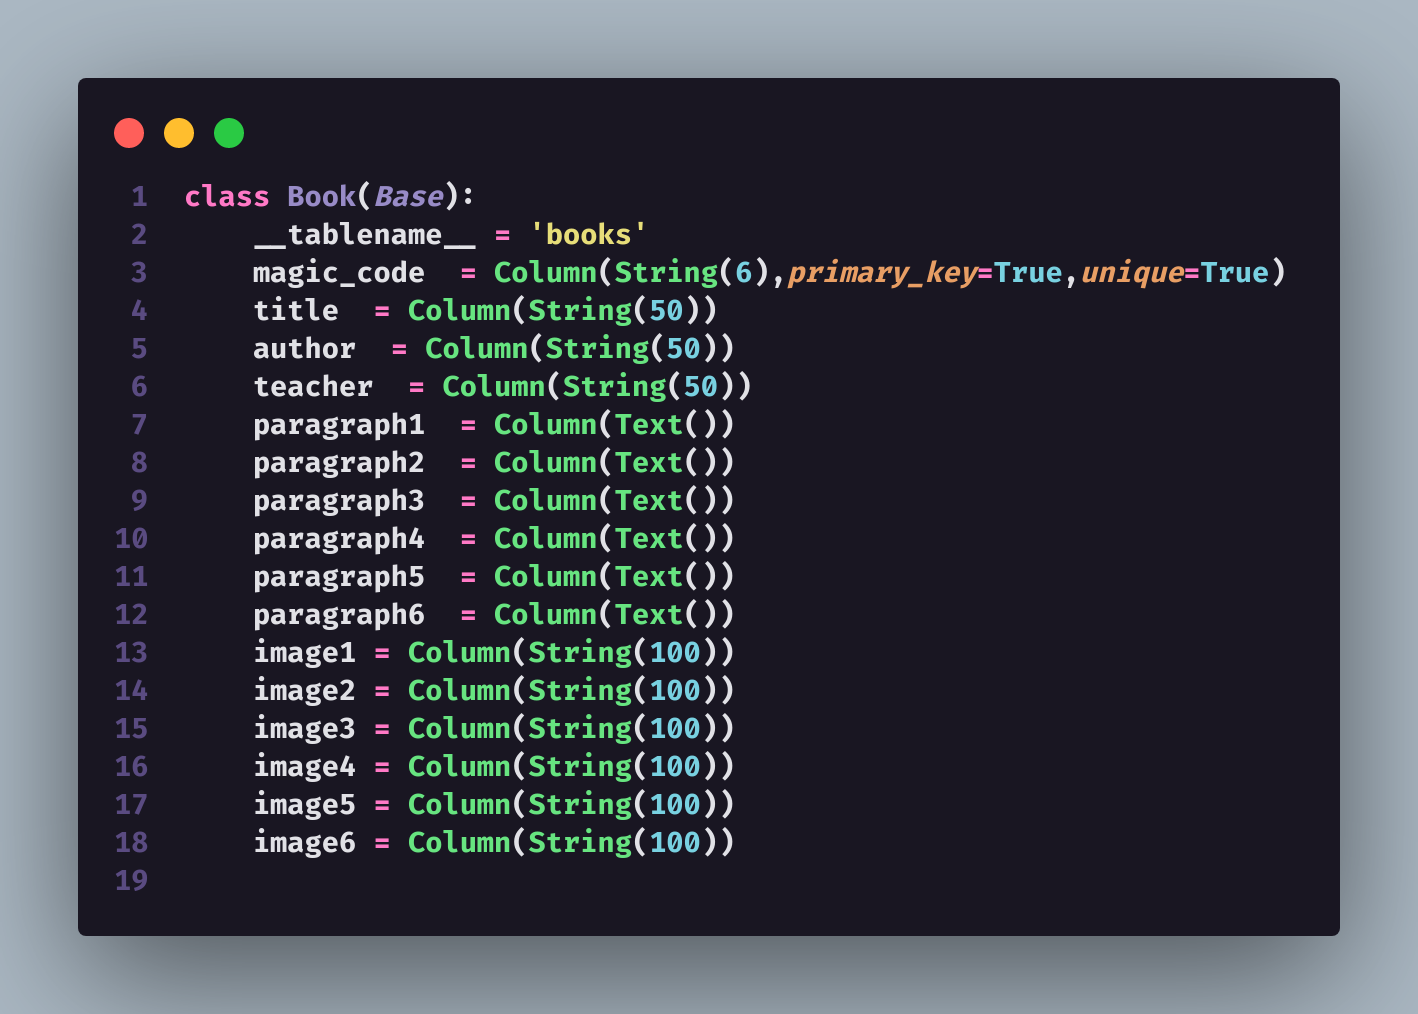 1 class Book(Base):
2     __tablename__ = 'books'
3     magic_code  = Column(String(6),primary_key=True,unique=True)
4     title  = Column(String(50))
5     author  = Column(String(50))
6     teacher  = Column(String(50))
7     paragraph1  = Column(Text())
8     paragraph2  = Column(Text())
9     paragraph3  = Column(Text())
10     paragraph4  = Column(Text())
11     paragraph5  = Column(Text())
12     paragraph6  = Column(Text())
13     image1 = Column(String(100))
14     image2 = Column(String(100))
15     image3 = Column(String(100))
16     image4 = Column(String(100))
17     image5 = Column(String(100))
18     image6 = Column(String(100))
19